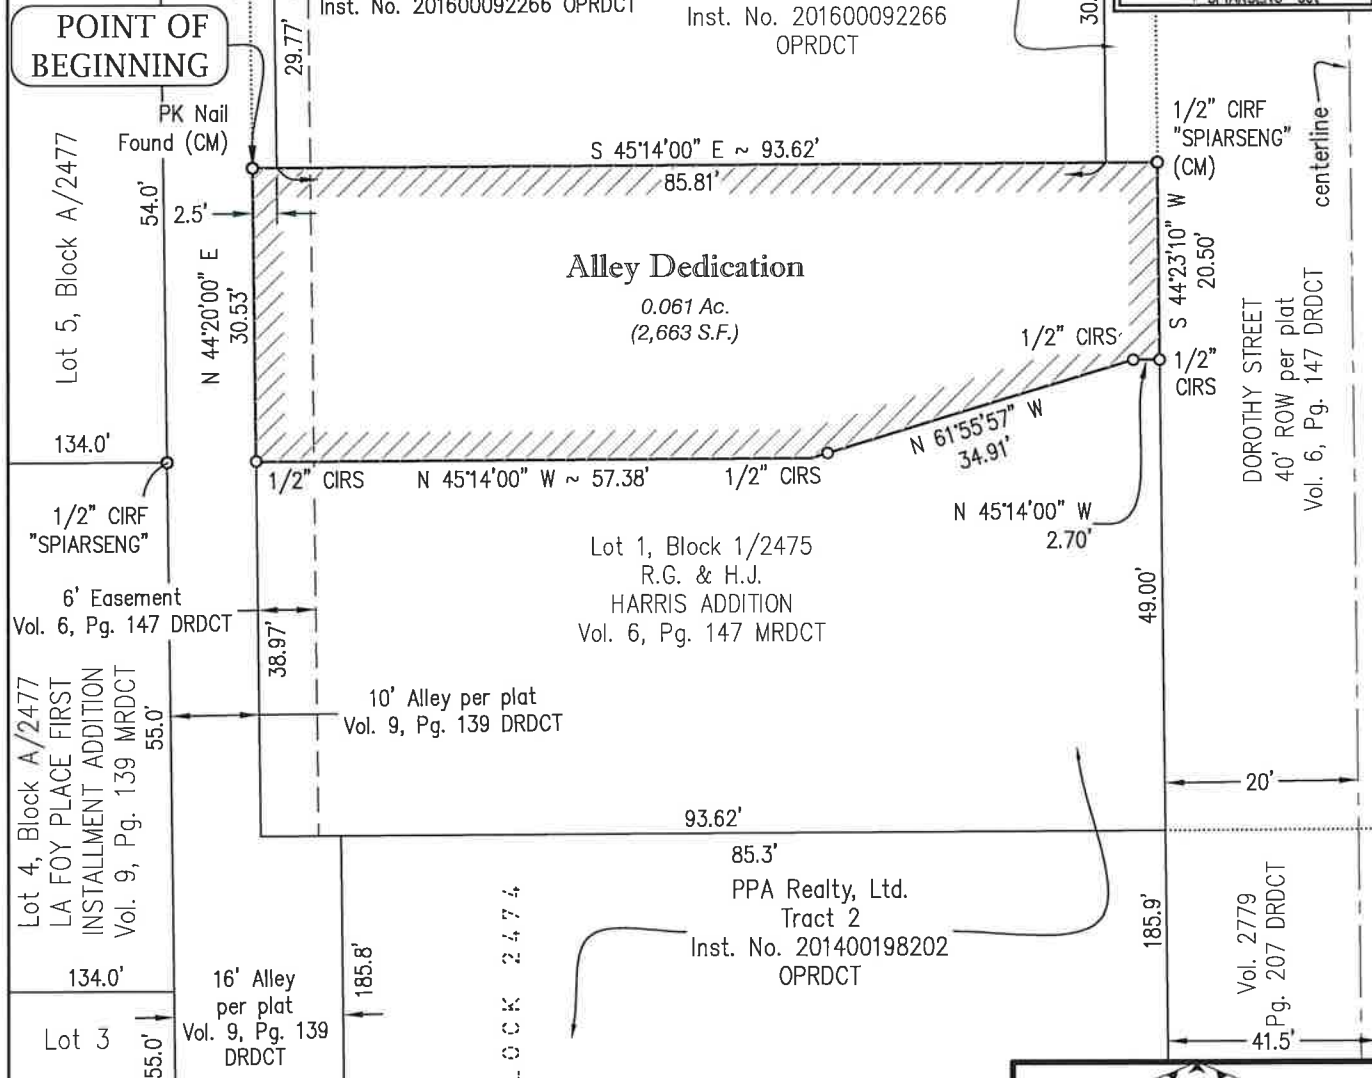 Inst. No. 201600092266 OPRDCT
Inst. No. 201600092266
OPRDCT
29.77'
30.
POINT OF
BEGINNING
PK Nail
Found (CM)
1/2" CIRF
"SPIARSENG"
(CM)
centerline
S 45°14'00" E ~ 93.62'
85.81'
Lot 5, Block A/2477
54.0'
2.5'
N 44°20'00" E
30.53'
Alley Dedication
0.061 Ac.
(2,663 S.F.)
S 44°23'10" W
20.50'
1/2" CIRS
1/2"
CIRS
DOROTHY STREET
40' ROW per plat
Vol. 6, Pg. 147 DRDCT
N 61°55'57" W
34.91'
134.0'
1/2" CIRS
N 45°14'00" W ~ 57.38'
1/2" CIRS
N 45°14'00" W
2.70'
1/2" CIRF
"SPIARSENG"
Lot 1, Block 1/2475
R.G. & H.J.
HARRIS ADDITION
Vol. 6, Pg. 147 MRDCT
6' Easement
Vol. 6, Pg. 147 DRDCT
38.97'
49.00'
10' Alley per plat
Vol. 9, Pg. 139 DRDCT
Lot 4, Block A/2477
LA FOY PLACE FIRST
INSTALLMENT ADDITION
Vol. 9, Pg. 139 MRDCT
55.0'
20'
93.62'
85.3'
PPA Realty, Ltd.
Tract 2
Inst. No. 201400198202
OPRDCT
185.9'
Vol. 2779
Pg. 207 DRDCT
134.0'
16' Alley
per plat
Vol. 9, Pg. 139
DRDCT
185.8'
OCK 2474
Lot 3
55.0'
41.5'